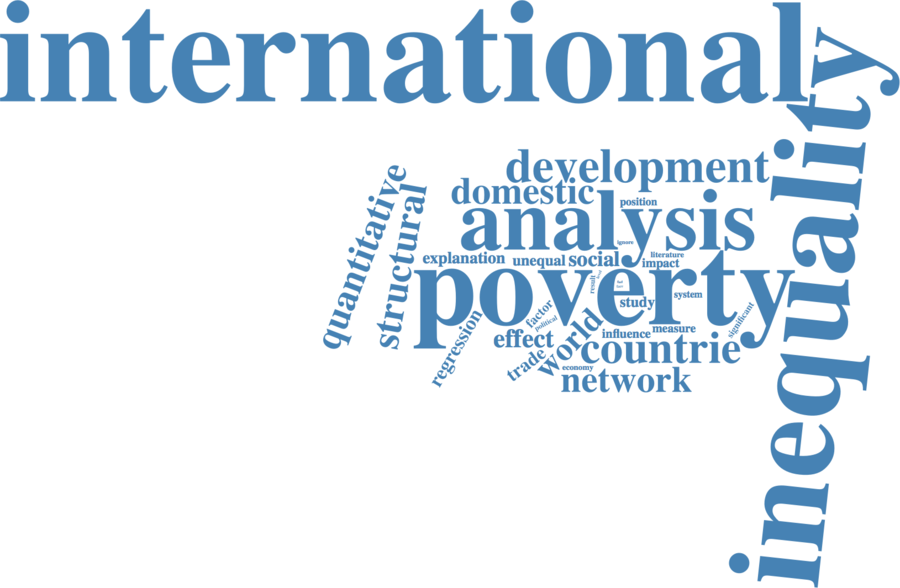 international
inequality
development
domestic
position
analysis
quantitative
structural
ignore
literature
explanation
unequal
social
impact
poverty
result
level
study
system
factor
political
significant
world
influence
measure
regression
effect
trade
countrie
economy
network